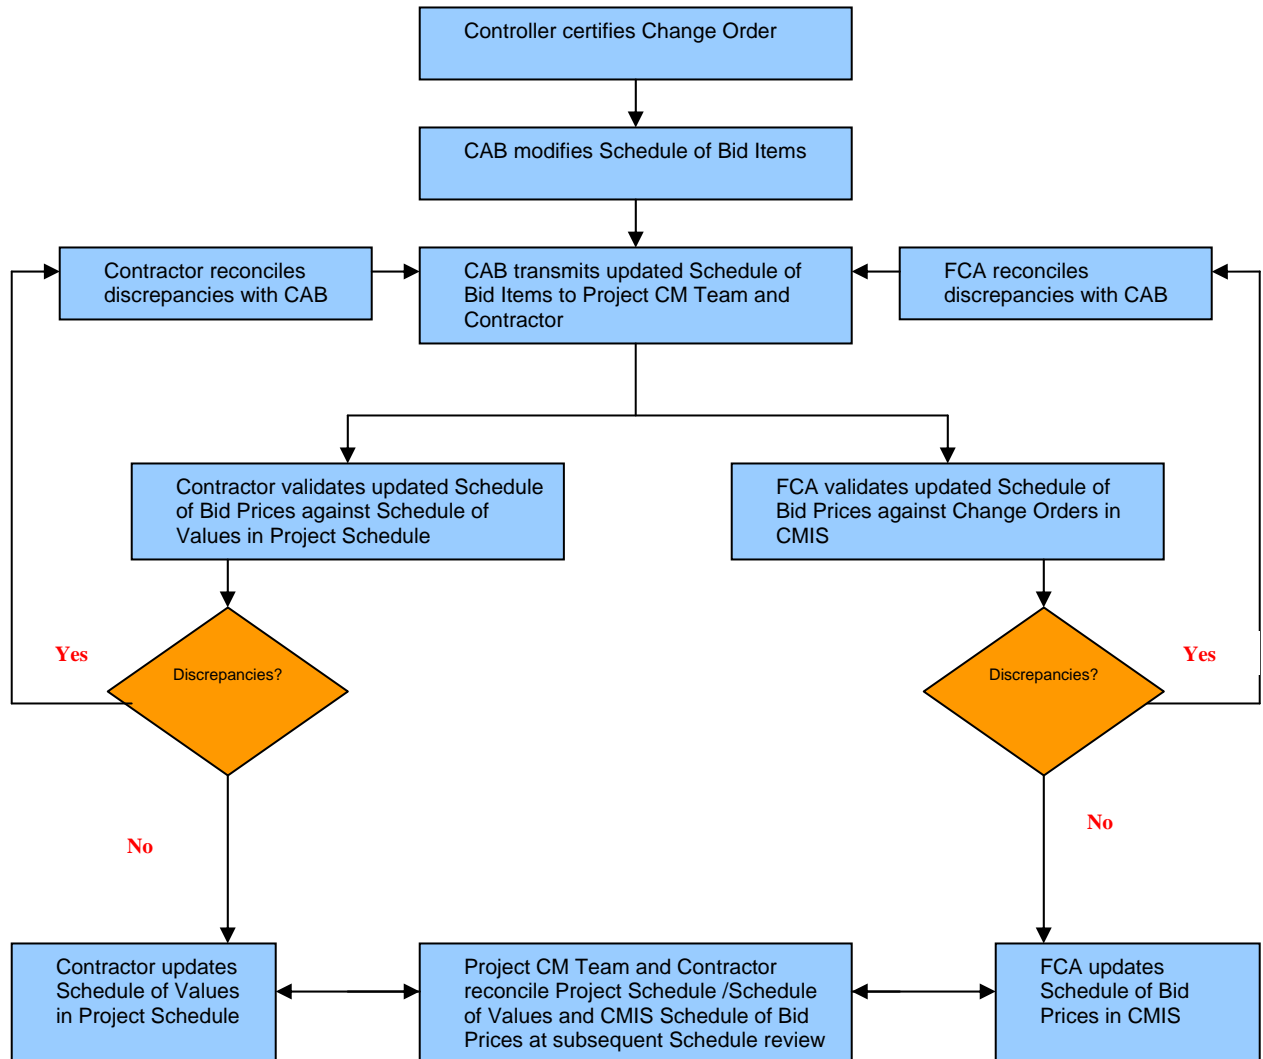 Controller certifies Change Order
CAB modifies Schedule of Bid Items
Contractor reconciles
discrepancies with CAB
CAB transmits updated Schedule of
Bid Items to Project CM Team and
Contractor
FCA reconciles
discrepancies with CAB
Contractor validates updated Schedule
of Bid Prices against Schedule of
Values in Project Schedule
FCA validates updated Schedule of
Bid Prices against Change Orders in
CMIS
Yes
Discrepancies?
Discrepancies?
Yes
No
No
Contractor updates
Schedule of Values
in Project Schedule
Project CM Team and Contractor
reconcile Project Schedule /Schedule
of Values and CMIS Schedule of Bid
Prices at subsequent Schedule review
FCA updates
Schedule of Bid
Prices in CMIS